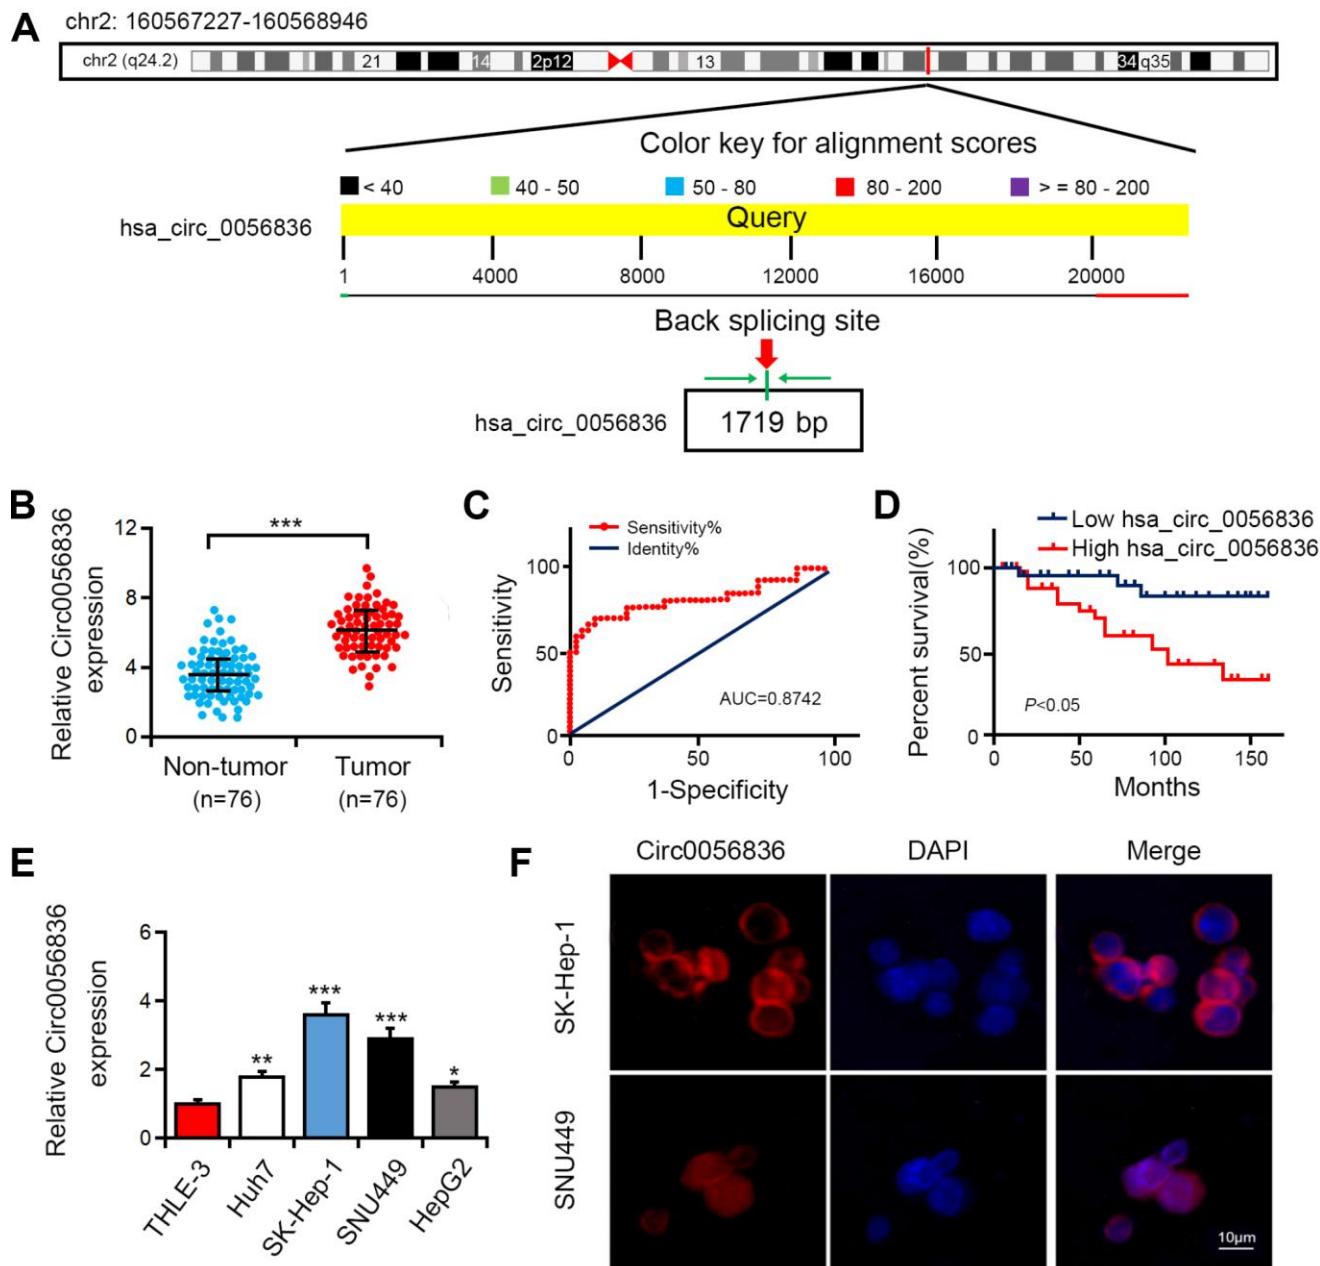 A
chr2: 160567227-160568946
chr2 (q24.2)
21
14
2p12
13
34
q35
Color key for alignment scores
< 40
40 - 50
50 - 80
80 - 200
> = 80 - 200
hsa_circ_0056836
Query
1
4000
8000
12000
16000
20000
Back splicing site
hsa_circ_0056836
1719 bp
B
Relative Circ0056836
expression
12
8
4
0
***
Non-tumor
(n=76)
Tumor
(n=76)
C
Sensitivity%
Identity%
Sensitivity
100
50
0
AUC=0.8742
0
50
100
1-Specificity
D
Low hsa_circ_0056836
High hsa_circ_0056836
Percent survival(%)
100
50
0
P<0.05
0
50
100
150
Months
E
Relative Circ0056836
expression
6
4
2
0
**
***
***
*
THLE-3
Huh7
SK-Hep-1
SNU449
HepG2
F
Circ0056836
DAPI
Merge
SK-Hep-1
SNU449
10μm